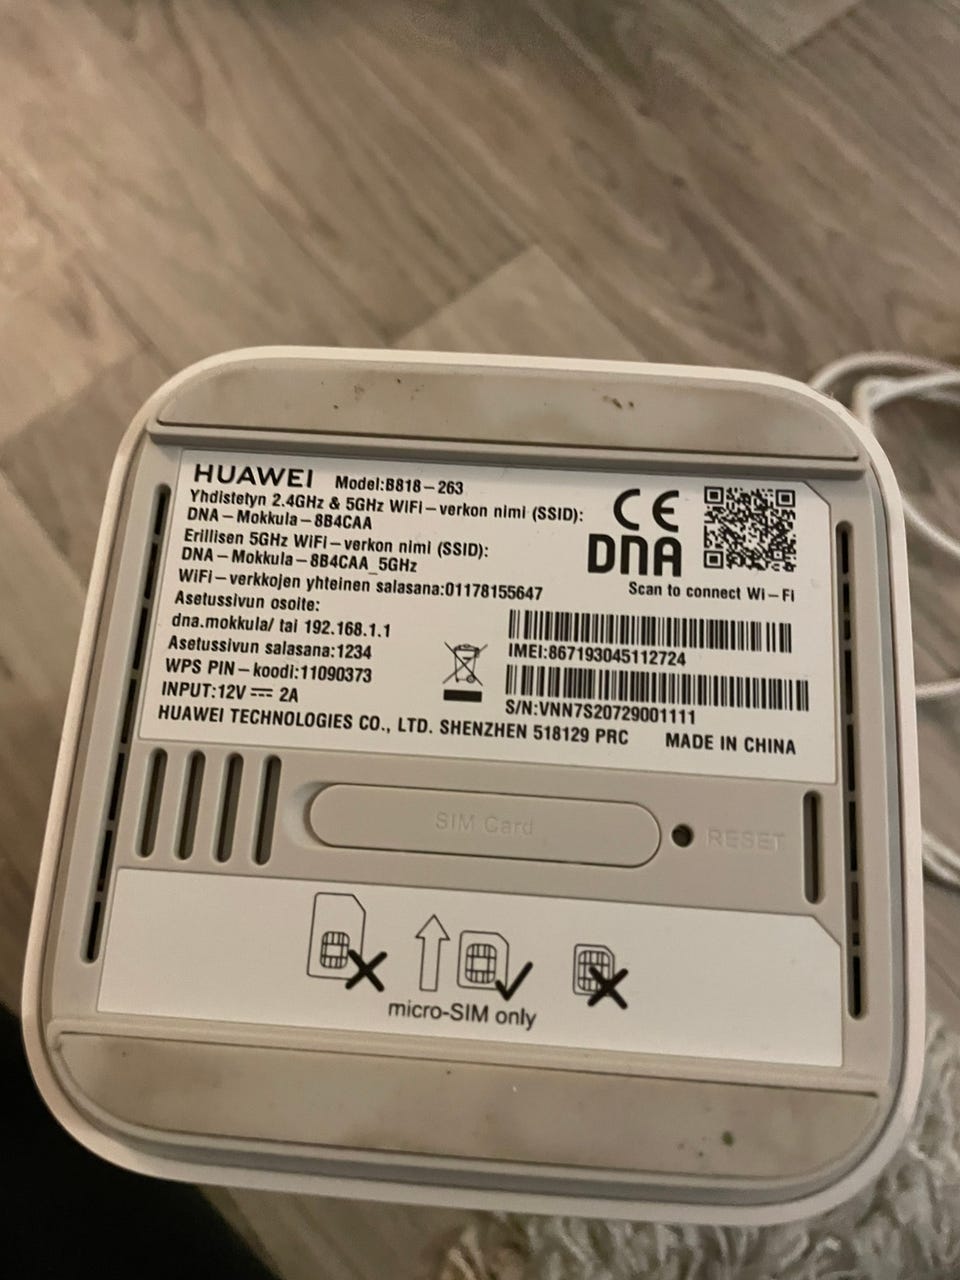 HUAWEI Model:B818-263
Yhdistetyn 2.4GHz & 5GHz WiFi-verkon nimi (SSID):
DNA-Mokkula-8B4CAA
Erillisen 5GHz WiFi-verkon nimi (SSID):
DNA-Mokkula-8B4CAA_5GHz
WiFi-verkkojen yhteinen salasana:01178155647
Asetussivun osoite:
dna.mokkula/ tai 192.168.1.1
Asetussivun salasana:1234
WPS PIN-koodi:11090373
INPUT:12V ⎓ 2A
HUAWEI TECHNOLOGIES CO., LTD. SHENZHEN 518129 PRC MADE IN CHINA
CE
DNA
Scan to connect Wi-Fi
IMEI:867193045112724
S/N:VNN7S20729001111
SIM Card
RESET
micro-SIM only